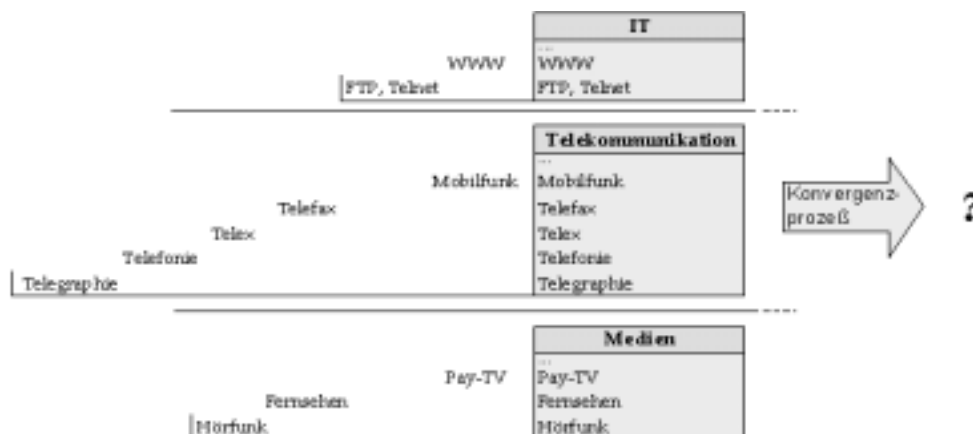 IT
...
WWW WWW
FTP, Telnet FTP, Telnet
Telekommunikation
...
Mobilfunk Mobilfunk
Telefax Telefax
Telex Telex
Telefonie Telefonie
Telegraphie Telegraphie
Konvergenz-
prozeß
?
Medien
...
Pay-TV Pay-TV
Fernsehen Fernsehen
Hörfunk Hörfunk